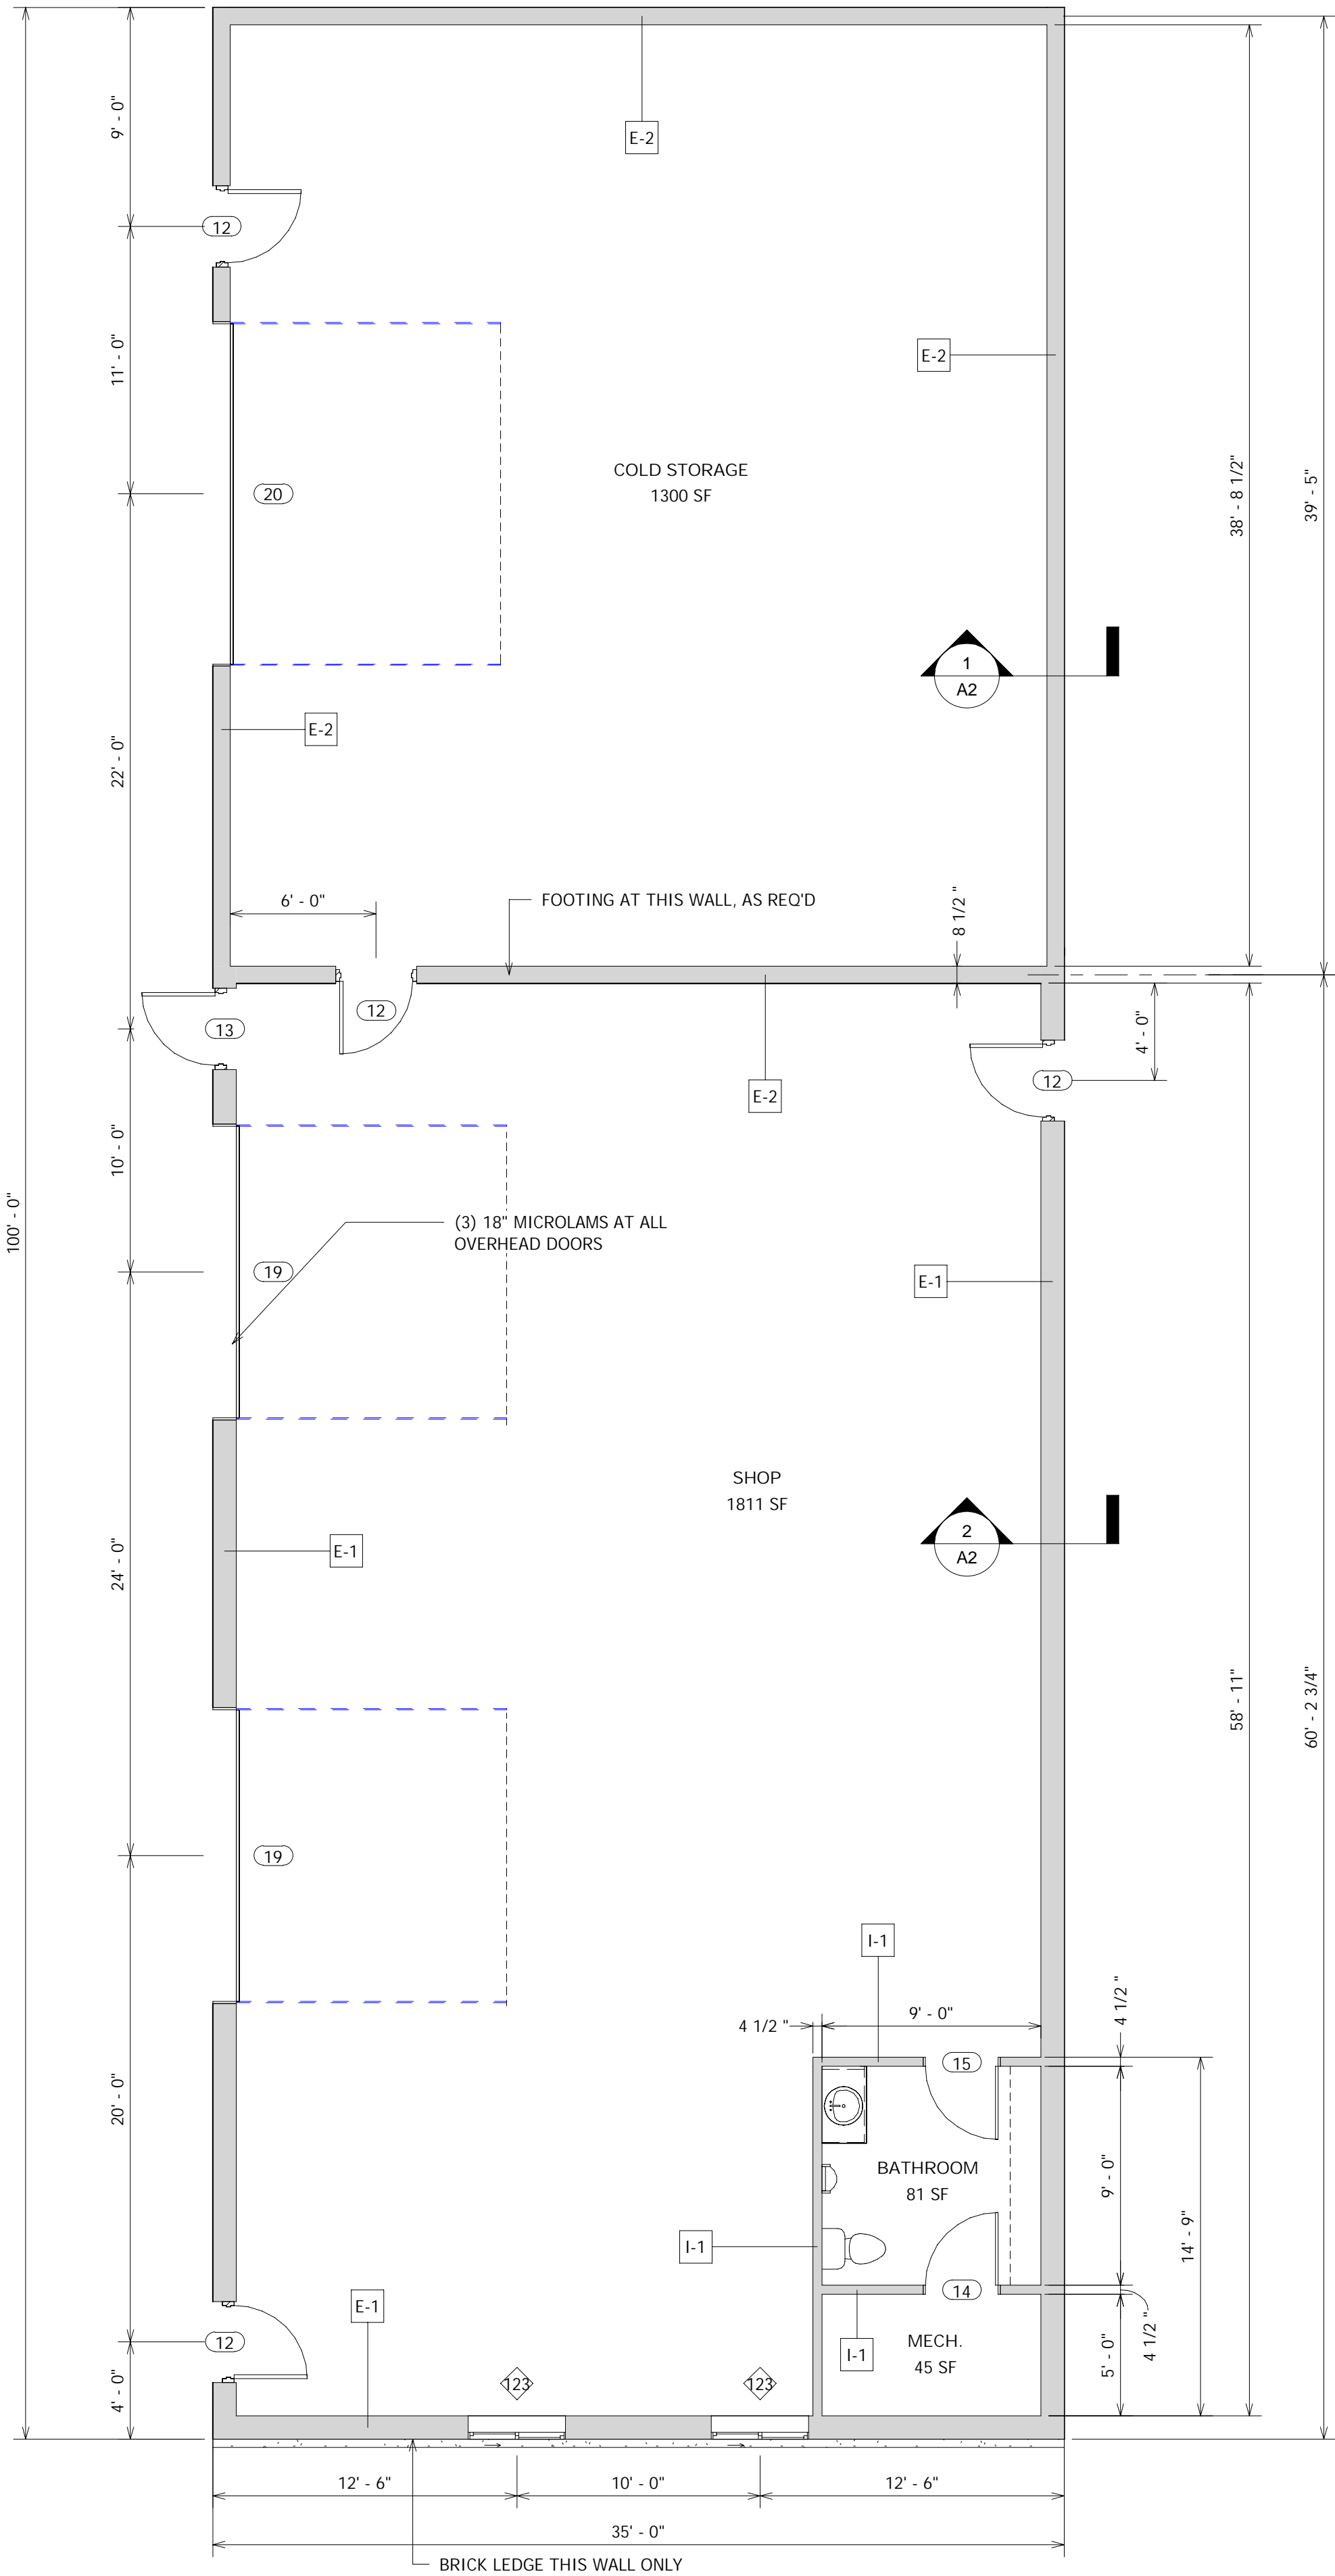 9' - 0"
E-2
12
11' - 0"
E-2
COLD STORAGE
1300 SF
20
38' - 8 1/2"
39' - 5"
1
A2
E-2
22' - 0"
6' - 0"
FOOTING AT THIS WALL, AS REQ'D
8 1/2 "
12
13
4' - 0"
12
E-2
10' - 0"
100' - 0"
(3) 18" MICROLAMS AT ALL
OVERHEAD DOORS
19
E-1
SHOP
1811 SF
2
A2
E-1
24' - 0"
58' - 11"
60' - 2 3/4"
19
I-1
4 1/2 "
9' - 0"
4 1/2 "
15
20' - 0"
BATHROOM
81 SF
9' - 0"
14' - 9"
I-1
14
E-1
12
MECH.
45 SF
I-1
4 1/2 "
5' - 0"
4' - 0"
123
123
12' - 6"
10' - 0"
12' - 6"
35' - 0"
BRICK LEDGE THIS WALL ONLY